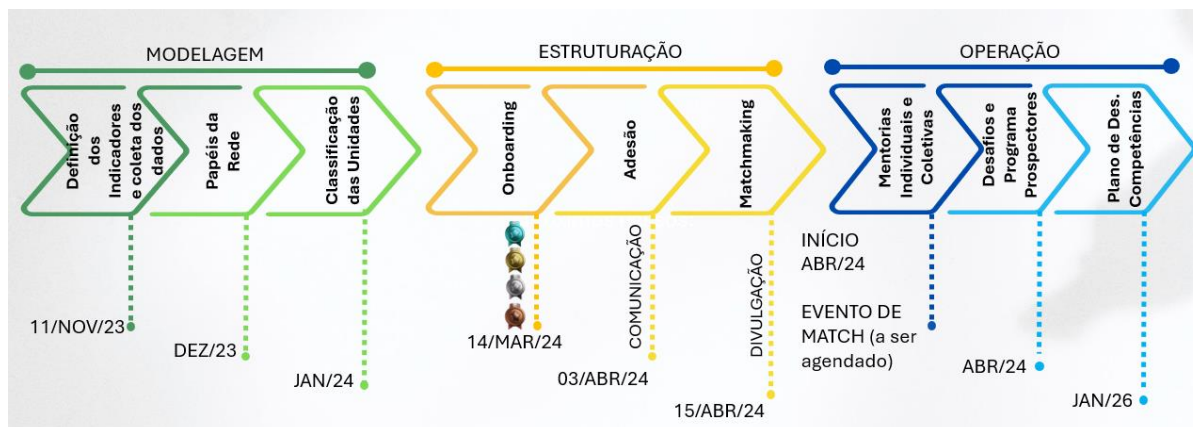 MODELAGEM
Definição
dos
Indicadores
e coleta dos
dados
Papéis da
Rede
Classificação
das Unidades
11/NOV/23
DEZ/23
JAN/24
ESTRUTURAÇÃO
Onboarding
Adesão
Matchmaking
COMUNICAÇÃO
DIVULGAÇÃO
14/MAR/24
03/ABR/24
15/ABR/24
OPERAÇÃO
Mentorias
Individuais e
Coletivas
Desafios e
Programa
Prospectores
Plano de Des.
Competências
INÍCIO
ABR/24
EVENTO DE
MATCH (a ser
agendado)
ABR/24
JAN/26